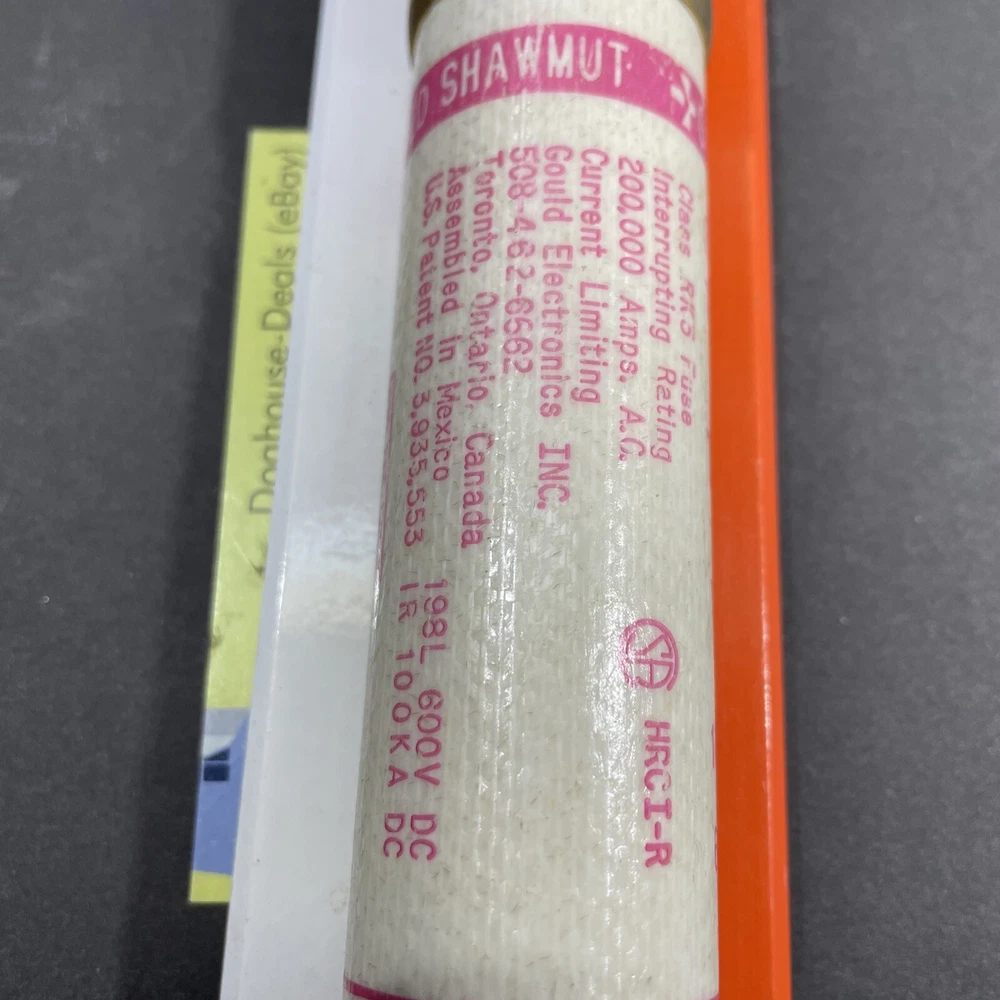 D SHAWMUT
Class RK5 Fuse
Interrupting Rating
200,000 Amps. A.C.
Current Limiting
Gould Electronics INC.
508-462-6662
Toronto, Ontario, Canada
Assembled in Mexico
U.S. Patent NO. 3,935,553
SA HRCI-R
198L 600V DC
IR 100KA DC
Doghouse-Deals (eBay)